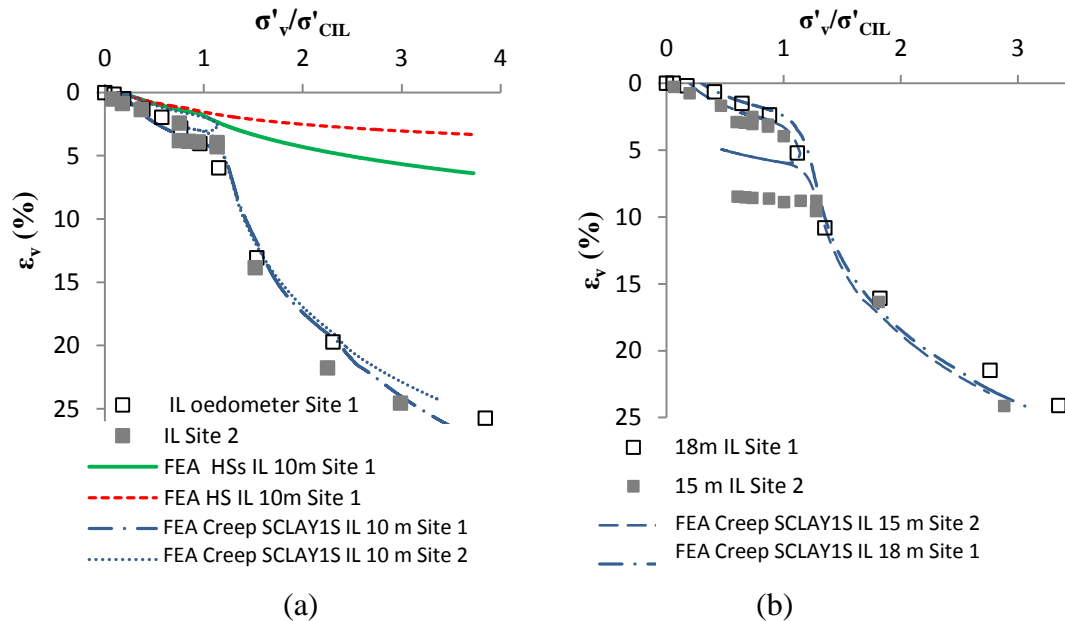 σ'v/σ'CIL
0 1 2 3 4
0
5
10
15
20
25
εv (%)
IL oedometer Site 1
IL Site 2
FEA HSs IL 10m Site 1
FEA HS IL 10m Site 1
FEA Creep SCLAY1S IL 10 m Site 1
FEA Creep SCLAY1S IL 10 m Site 2
(a)
σ'v/σ'CIL
0 1 2 3
0
5
10
15
20
25
εv (%)
18m IL Site 1
15 m IL Site 2
FEA Creep SCLAY1S IL 15 m Site 2
FEA Creep SCLAY1S IL 18 m Site 1
(b)